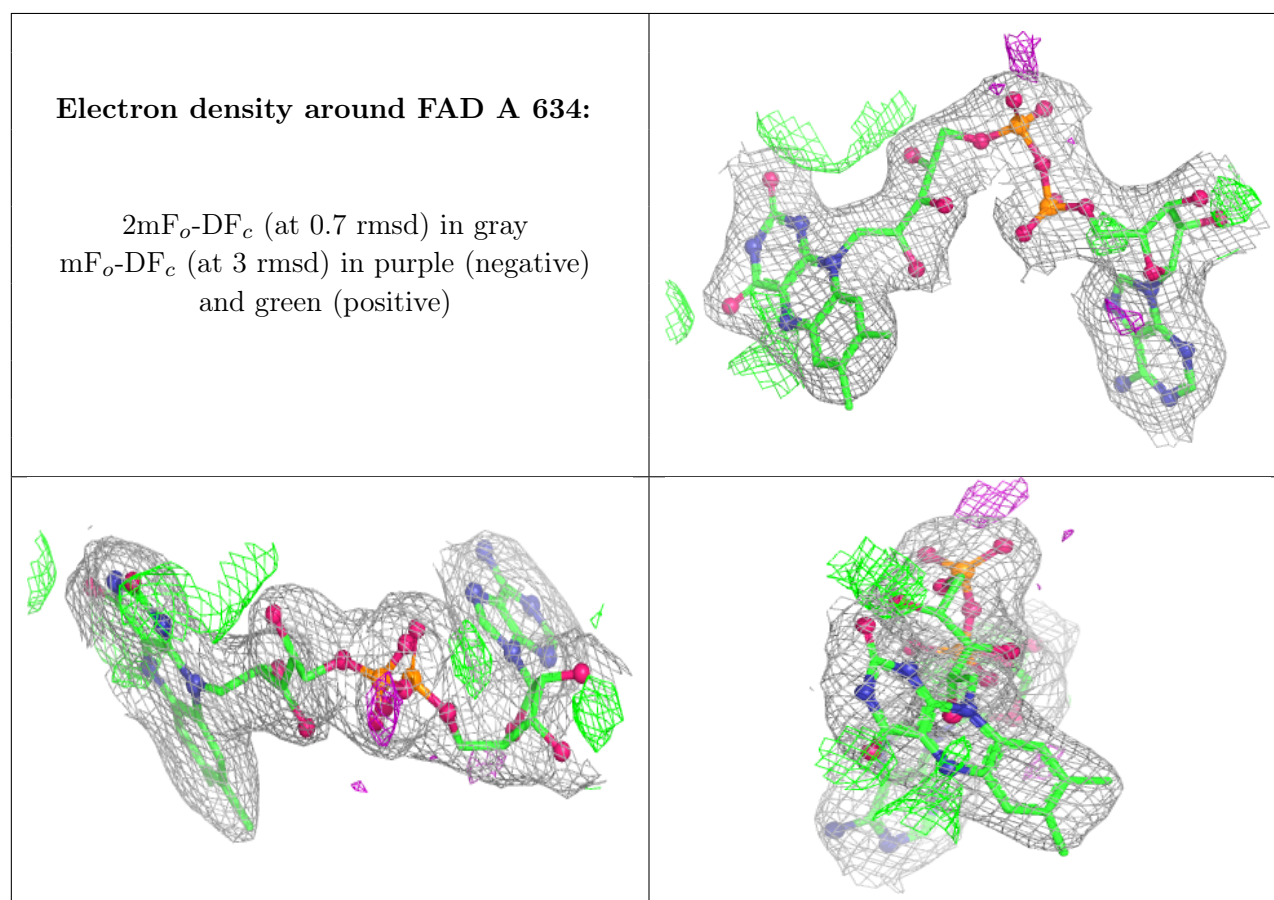 Electron density around FAD A 634:
2mFo-DFc (at 0.7 rmsd) in gray
mFo-DFc (at 3 rmsd) in purple (negative)
and green (positive)